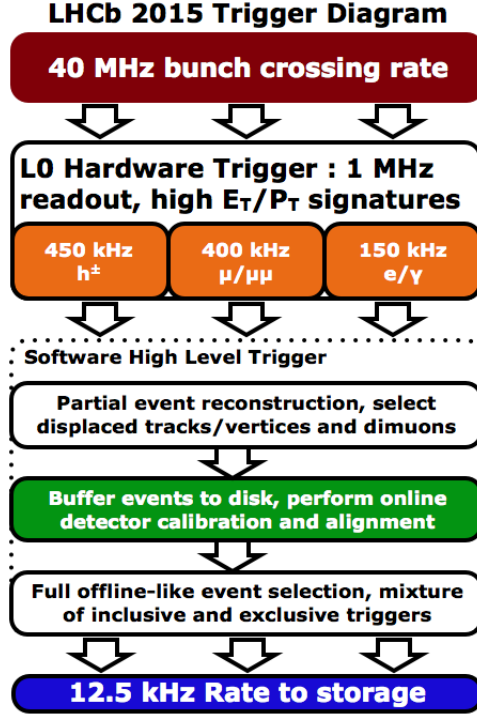 LHCb 2015 Trigger Diagram
40 MHz bunch crossing rate
L0 Hardware Trigger : 1 MHz
readout, high E_T/P_T signatures
450 kHz
h±
400 kHz
μ/μμ
150 kHz
e/γ
Software High Level Trigger
Partial event reconstruction, select
displaced tracks/vertices and dimuons
Buffer events to disk, perform online
detector calibration and alignment
Full offline-like event selection, mixture
of inclusive and exclusive triggers
12.5 kHz Rate to storage